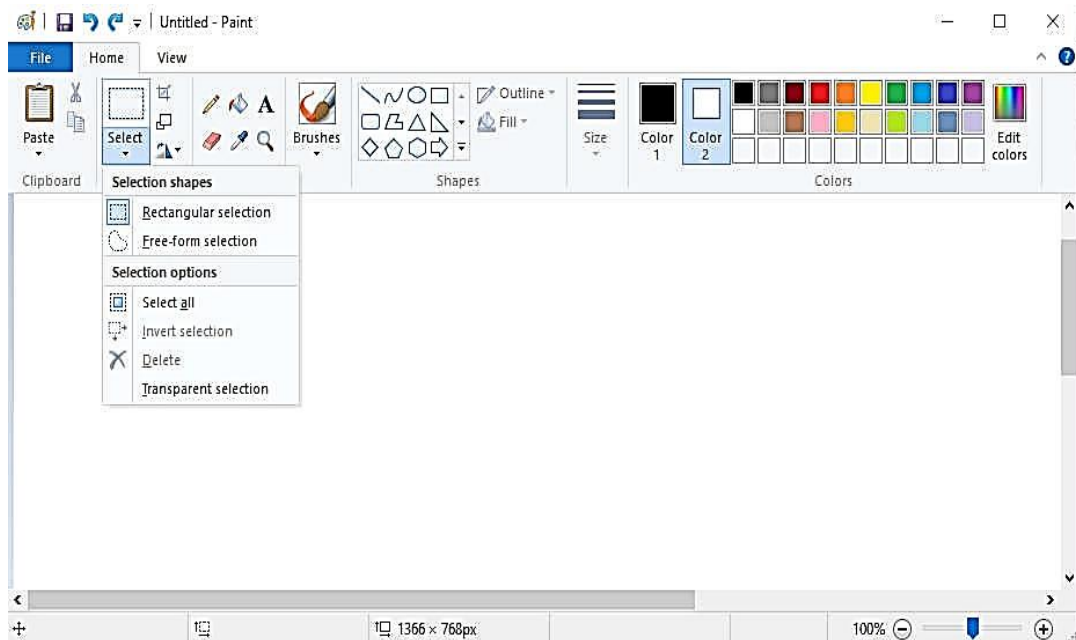 Untitled - Paint
File Home View
Paste
Select
A
Brushes
Outline
Fill
Size
Color 1
Color 2
Edit colors
Clipboard
Shapes
Colors
Selection shapes
Rectangular selection
Free-form selection
Selection options
Select all
Invert selection
Delete
Transparent selection
1366 × 768px
100%